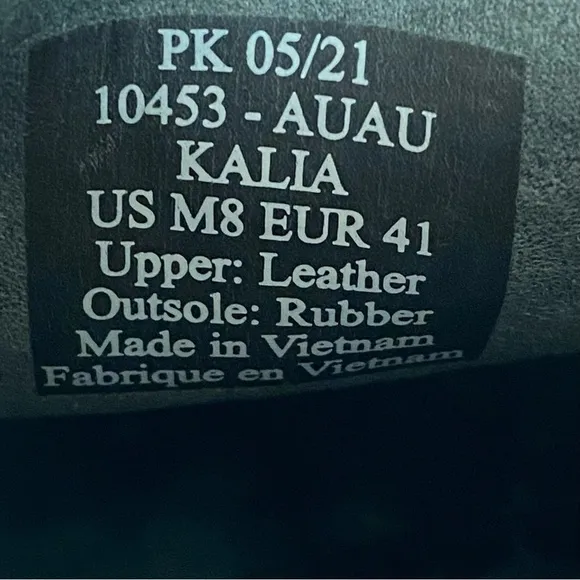 PK 05/21
10453 - AUAU
KALIA
US M8 EUR 41
Upper: Leather
Outsole: Rubber
Made in Vietnam
Fabrique en Vietnam